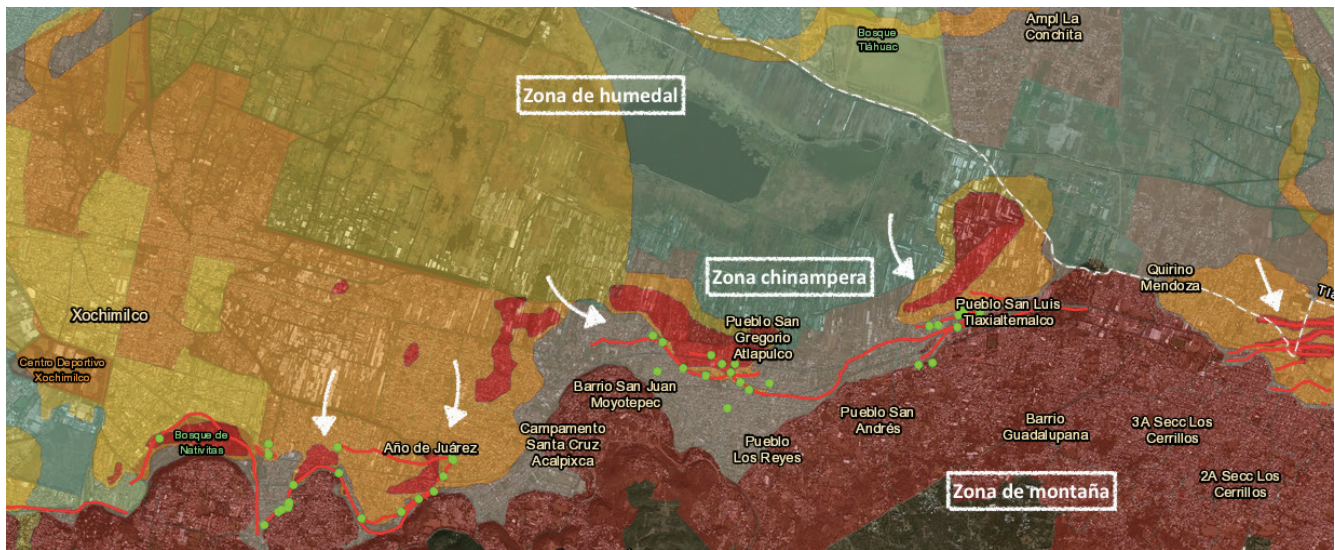 Ampl La
Conchita
Bosque
Tláhuac
Zona de humedal
Zona chinampera
Quirino
Mendoza
Xochimilco
Pueblo San Luis
Tlaxialtemalco
Pueblo San
Gregorio
Atlapulco
Centro Deportivo
Xochimilco
Barrio San Juan
Moyotepec
Bosque de
Nativitas
Año de Juárez
Campamento
Santa Cruz
Acalpixca
Pueblo
Los Reyes
Pueblo San
Andrés
Barrio
Guadalupana
3A Secc Los
Cerrillos
2A Secc Los
Cerrillos
Zona de montaña